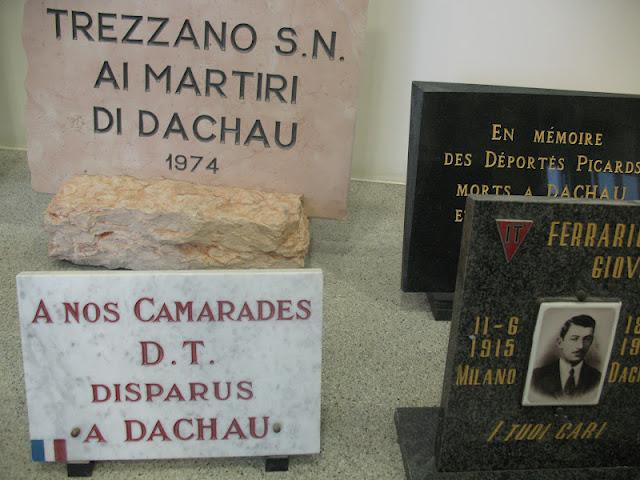 TREZZANO S.N.
AI MARTIRI
DI DACHAU
1974
EN MÉMOIRE
DES DÉPORTÉS PICARDS
MORTS A DACHAU
A NOS CAMARADES
D.T.
DISPARUS
A DACHAU
IT
FERRARI
GIOV
11-6
1915
MILANO
I TUOI CARI